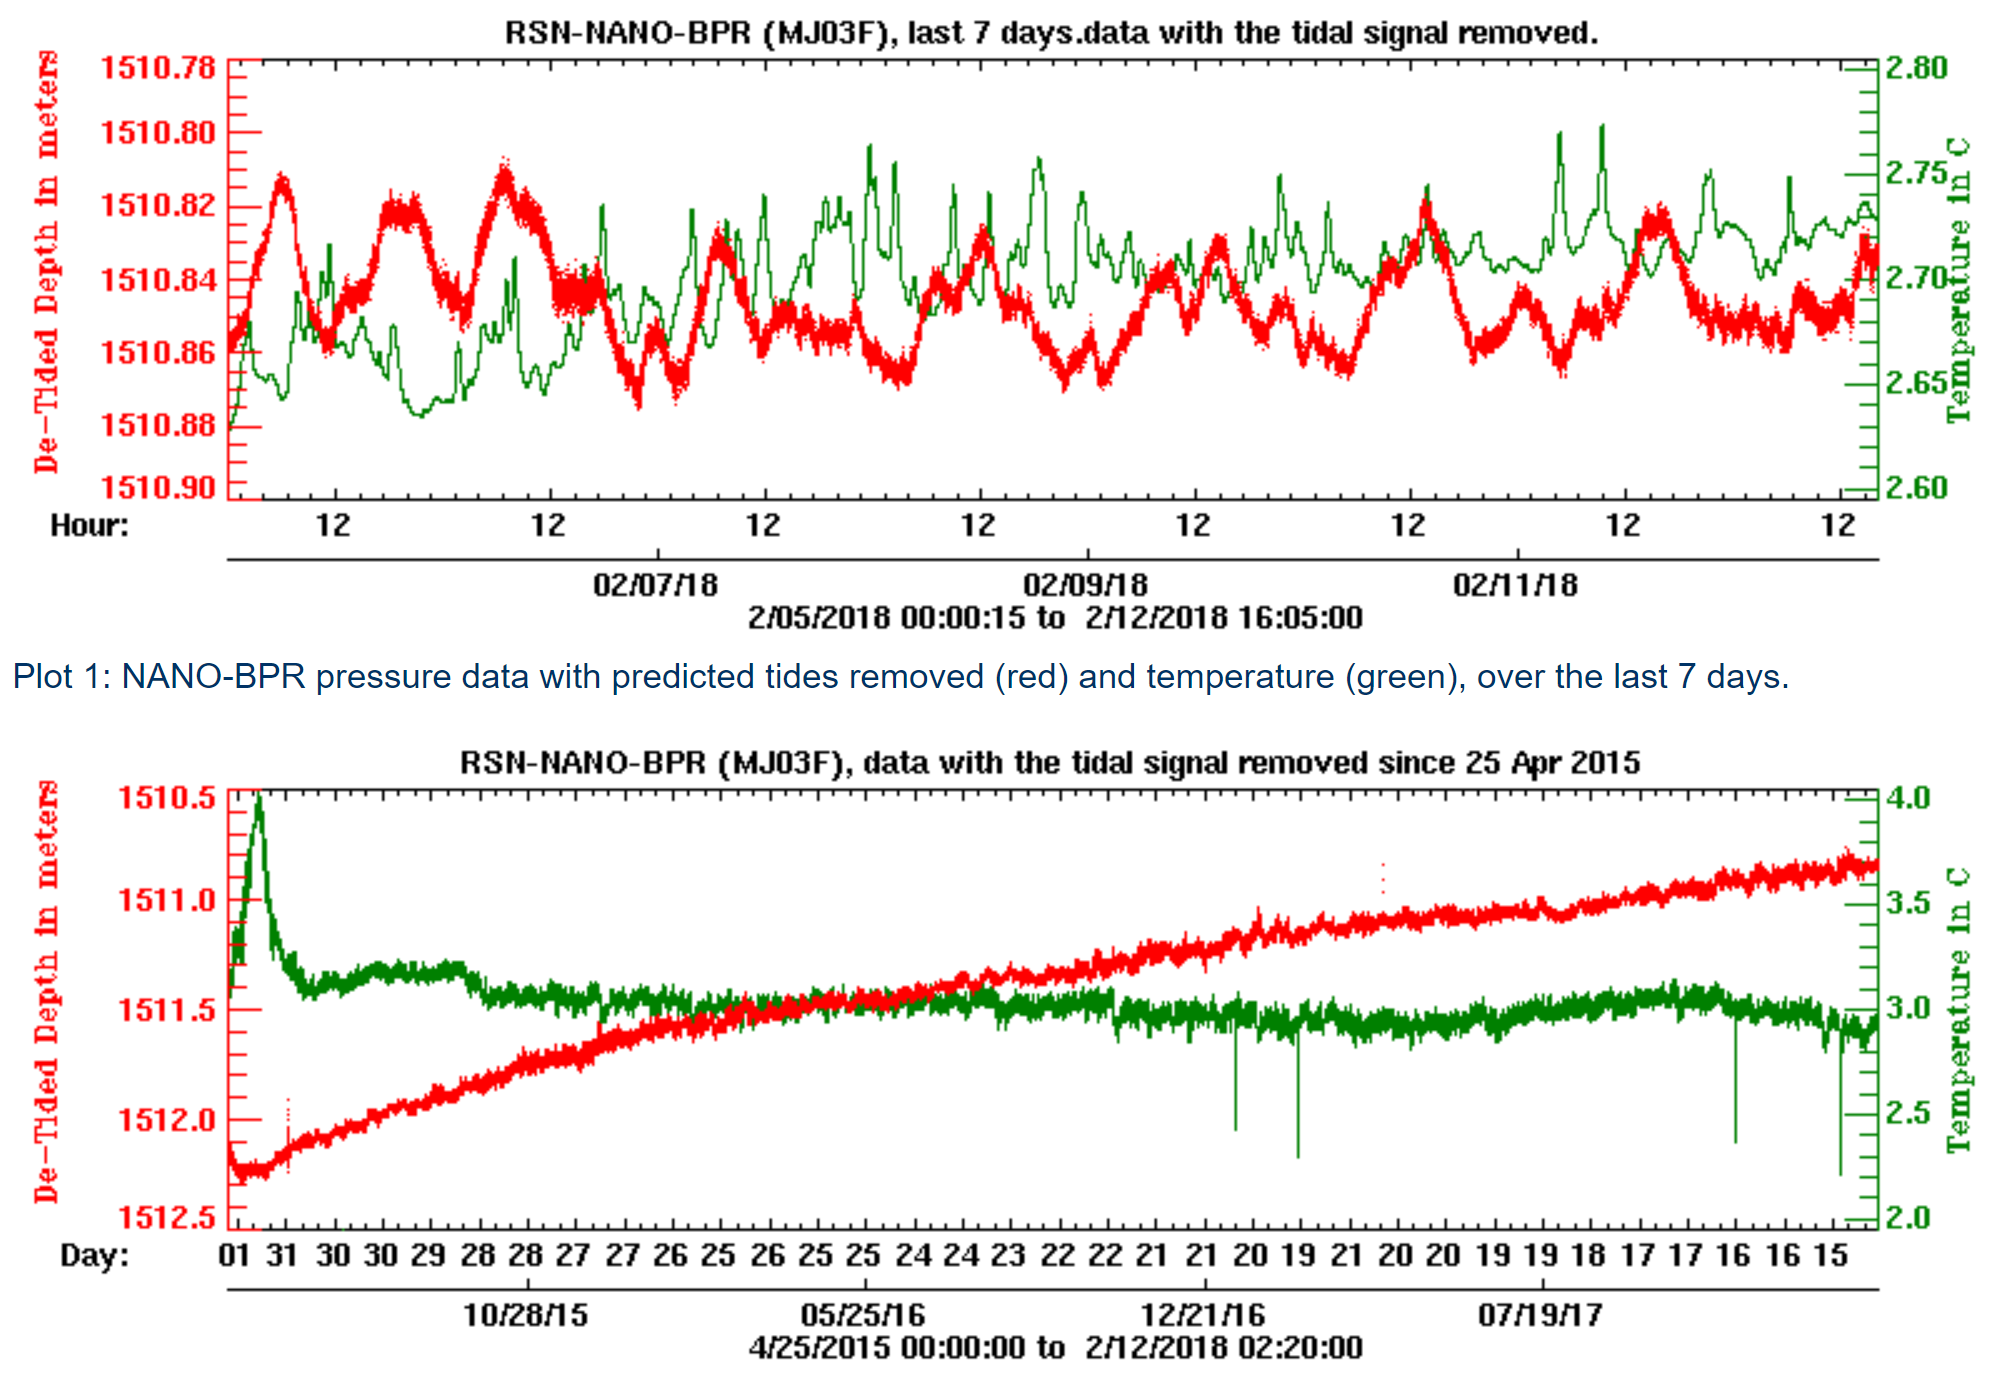 RSN-NANO-BPR (MJ03F), last 7 days.data with the tidal signal removed.
De-Tided Depth in meters
1510.78
1510.80
1510.82
1510.84
1510.86
1510.88
1510.90
2.80
2.75
2.70
2.65
2.60
Temperature in C
Hour: 12 12 12 12 12 12 12 12
02/07/18 02/09/18 02/11/18
2/05/2018 00:00:15 to 2/12/2018 16:05:00
Plot 1: NANO-BPR pressure data with predicted tides removed (red) and temperature (green), over the last 7 days.
RSN-NANO-BPR (MJ03F), data with the tidal signal removed since 25 Apr 2015
De-Tided Depth in meters
1510.5
1511.0
1511.5
1512.0
1512.5
4.0
3.5
3.0
2.5
2.0
Temperature in C
Day: 01 31 30 30 29 28 28 27 27 26 25 26 25 25 24 24 23 22 22 21 21 20 19 21 20 20 19 19 18 17 17 16 16 15
10/28/15 05/25/16 12/21/16 07/19/17
4/25/2015 00:00:00 to 2/12/2018 02:20:00